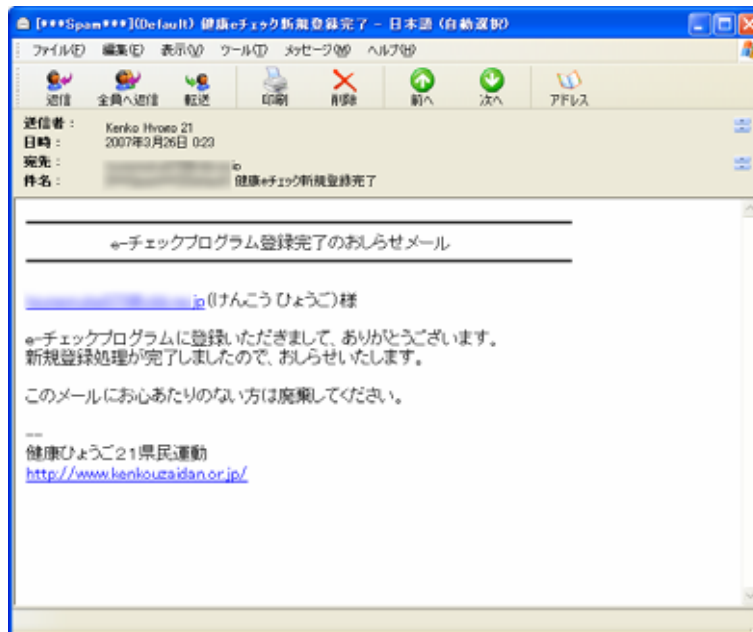 [***Spam***](Default) 健康eチェック新規登録完了 - 日本語 (自動選択)
ファイル(F) 編集(E) 表示(V) ツール(T) メッセージ(M) ヘルプ(H)
返信 全員へ返信 転送 印刷 削除 前へ 次へ アドレス
送信者: Kenko Hyogo 21
日時: 2007年3月26日 0:23
宛先: jp
件名: 健康eチェック新規登録完了
e-チェックプログラム登録完了のおしらせメール
jp(けんこう ひょうご)様
e-チェックプログラムに登録いただきまして、ありがとうございます。
新規登録処理が完了しましたので、おしらせいたします。
このメールにお心あたりのない方は廃棄してください。
--
健康ひょうご21県民運動
http://www.kenkouzaidan.or.jp/